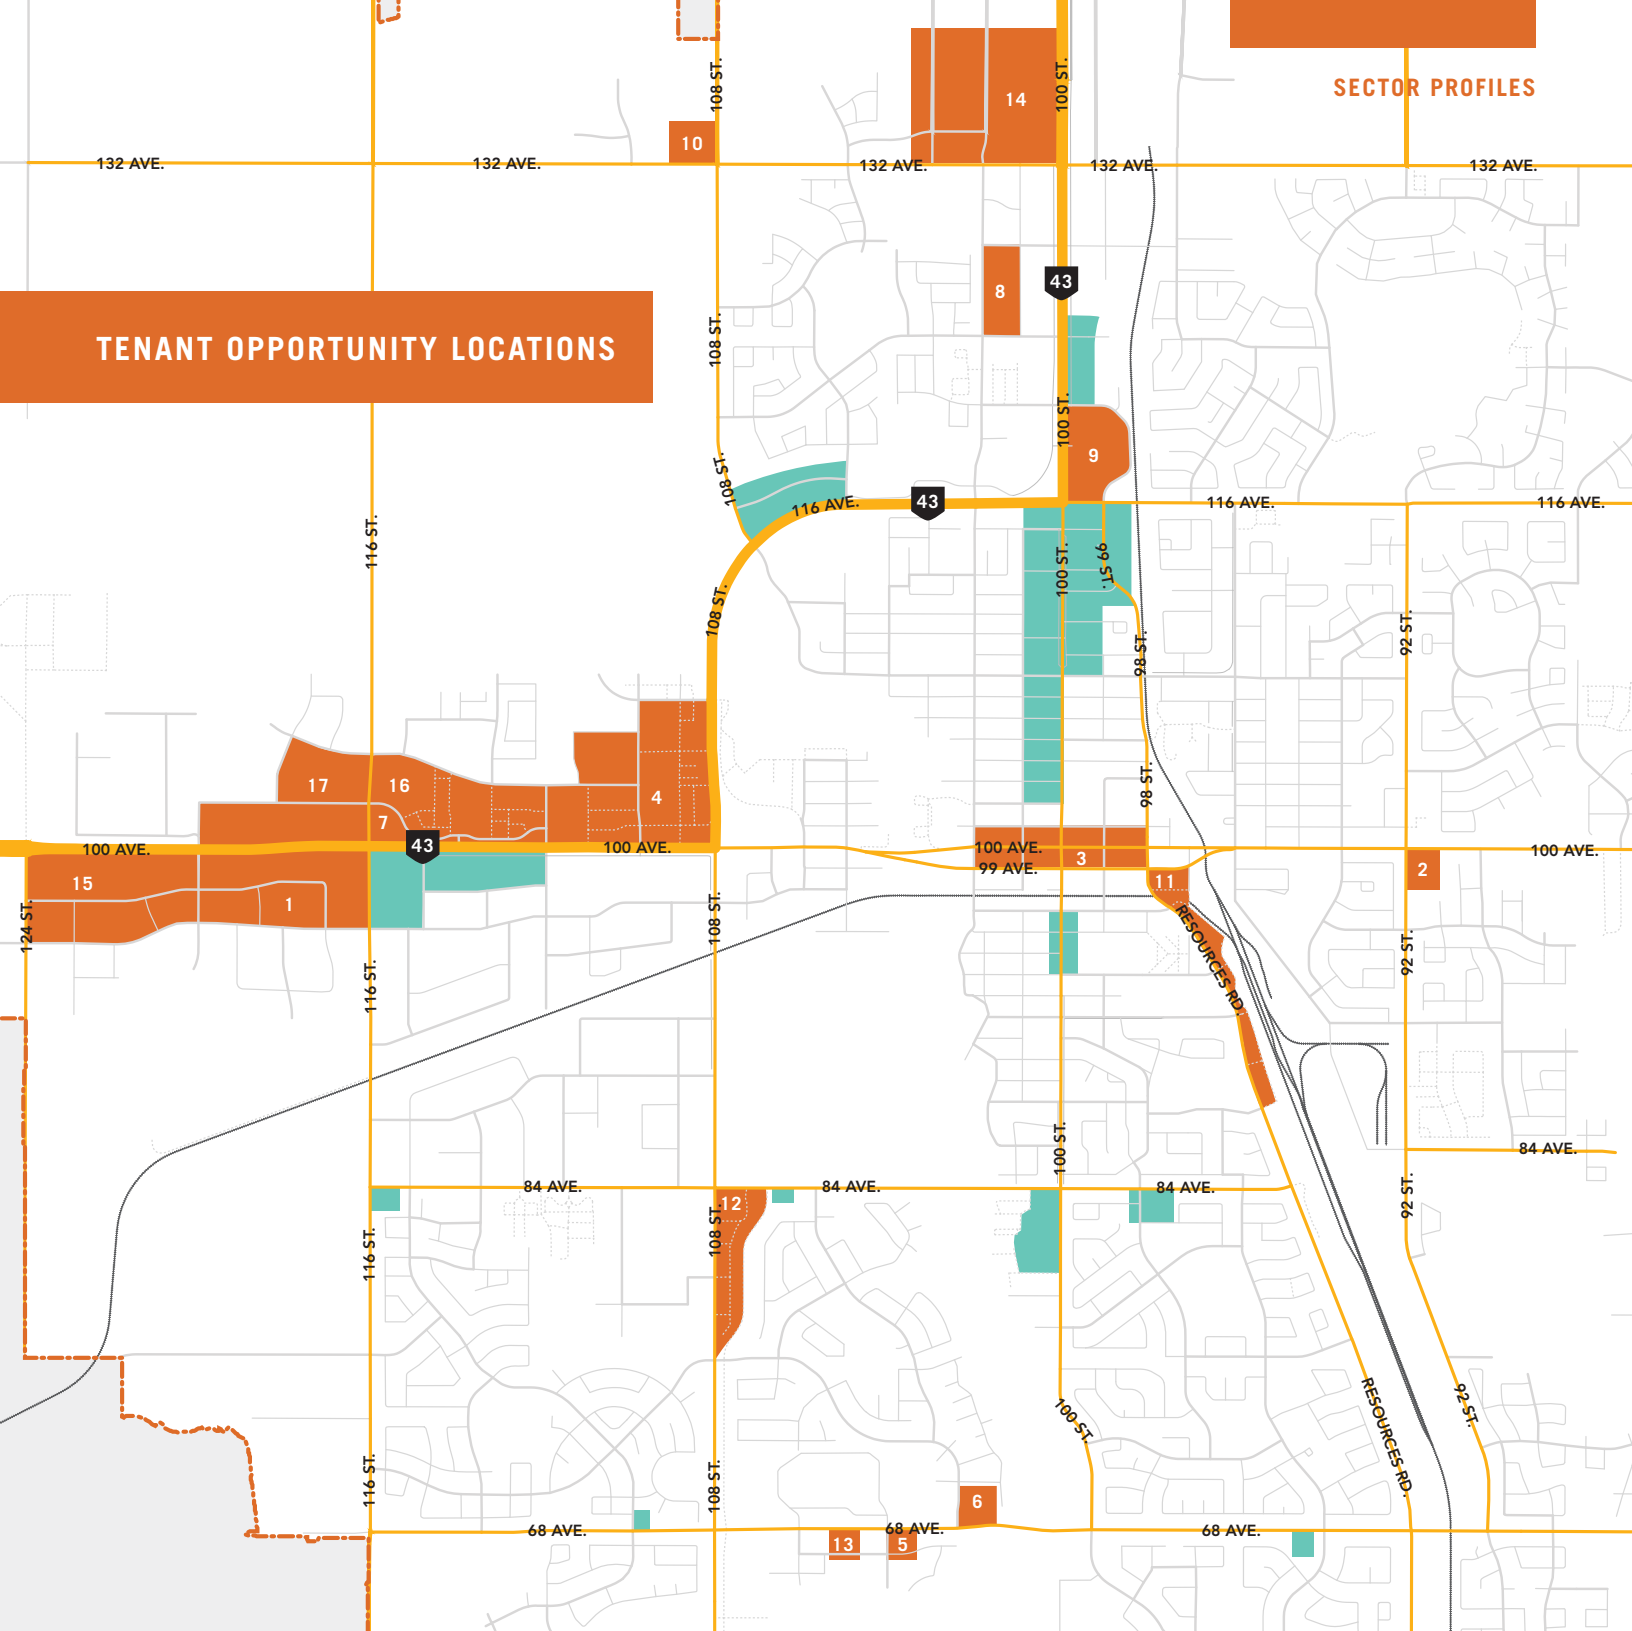 SECTOR PROFILES
108 ST.
100 ST.
14
10
132 AVE.
132 AVE.
132 AVE.
132 AVE.
132 AVE.
43
8
TENANT OPPORTUNITY LOCATIONS
108 ST.
100 ST.
9
108 ST.
116 AVE.
43
116 AVE.
116 AVE.
116 ST.
100 ST.
99 ST.
108 ST.
98 ST.
92 ST.
17
16
4
98 ST.
7
43
100 AVE.
100 AVE.
100 AVE.
100 AVE.
3
99 AVE.
2
15
11
1
124 ST.
108 ST.
RESOURCES RD.
92 ST.
116 ST.
100 ST.
84 AVE.
84 AVE.
84 AVE.
84 AVE.
12
108 ST.
116 ST.
92 ST.
100 ST.
RESOURCES RD.
92 ST.
116 ST.
108 ST.
6
68 AVE.
68 AVE.
68 AVE.
13
5